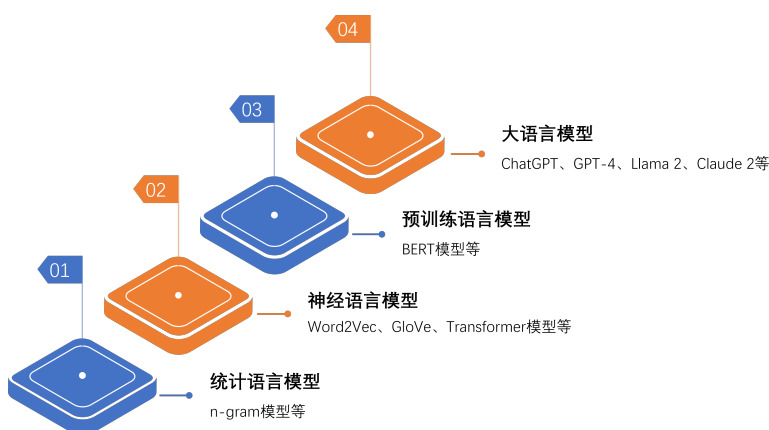 04
大语言模型
ChatGPT、GPT-4、Llama 2、Claude 2等
03
预训练语言模型
BERT模型等
02
神经语言模型
Word2Vec、GloVe、Transformer模型等
01
统计语言模型
n-gram模型等